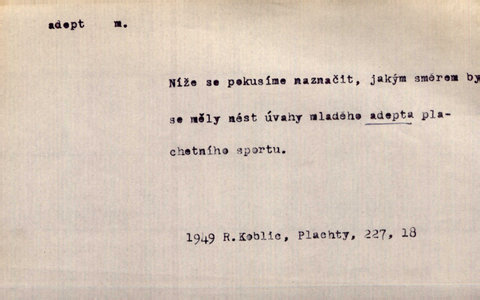 adept m.
Níže se pokusíme naznačit, jakým směrem by
se měly nést úvahy mladého adepta pla-
chetního sportu.
1949 R.Koblic, Plachty, 227, 18